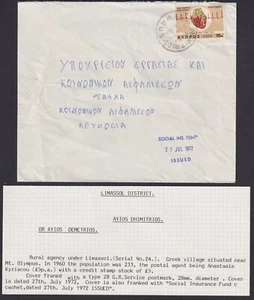 ΥΠΟΥΡΓΕΙΟΝ ΕΡΓΑΣΙΑΣ ΚΑΙ
ΚΟΙΝΩΝΙΚΩΝ ΑΣΦΑΛΙΣΕΩΝ
ΤΜΗΜΑ
ΚΟΙΝΩΝΙΚΩΝ ΑΣΦΑΛΙΣΕΩΝ
ΛΕΥΚΩΣΙΑ
SOCIAL INS. FUND
27 JUL 1972
ISSUED
LIMASSOL DISTRICT.
AYIOS DHIMITRIOS.
OR AYIOS DEMETRIOS.
Rural agency under Limassol.(Serial No.24.). Greek village situated near
Mt. Olympus. In 1960 the population was 233, the postal agent being Anastasia
Kyriacou (£3p.a.) with a credit stamp stock of £5.
Cover franked with a Type 28 G.R.Service postmark, 28mm. diameter . Cover
is dated 27th. July, 1972, Cover is also franked with "Social Insurance Fund c
cachet,dated 27th. July 1972 ISSUED".